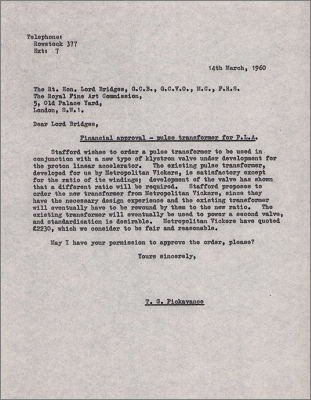 Telephone:
Rowstock 377
Ext: 7
14th March, 1960
The Rt. Hon. Lord Bridges, G.C.B., G.C.V.O., M.C., F.R.S.
The Royal Fine Art Commission,
5, Old Palace Yard,
London, S.W.1.
Dear Lord Bridges,
Financial approval - pulse transformer for P.L.A.
Stafford wishes to order a pulse transformer to be used in
conjunction with a new type of klystron valve under development for
the proton linear accelerator. The existing pulse transformer,
developed for us by Metropolitan Vickers, is satisfactory except
for the ratio of its windings; development of the valve has shown
that a different ratio will be required. Stafford proposes to
order the new transformer from Metropolitan Vickers, since they
have the necessary design experience and the existing transformer
will eventually have to be rewound by them to the new ratio. The
existing transformer will eventually be used to power a second valve,
and standardisation is desirable. Metropolitan Vickers have quoted
£2230, which we consider to be fair and reasonable.
May I have your permission to approve the order, please?
Yours sincerely,
T. G. Pickavance